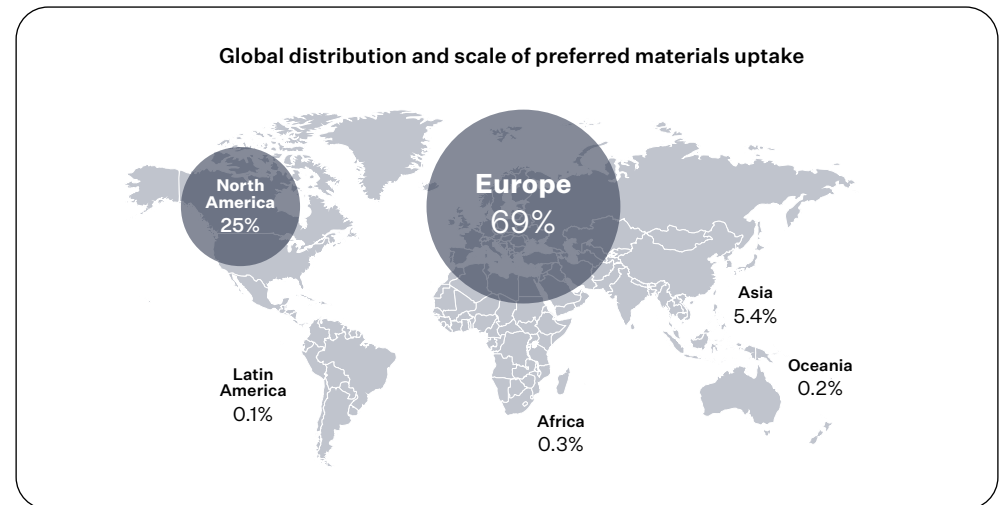 Global distribution and scale of preferred materials uptake
North
America
25%
Europe
69%
Asia
5.4%
Oceania
0.2%
Latin
America
0.1%
Africa
0.3%